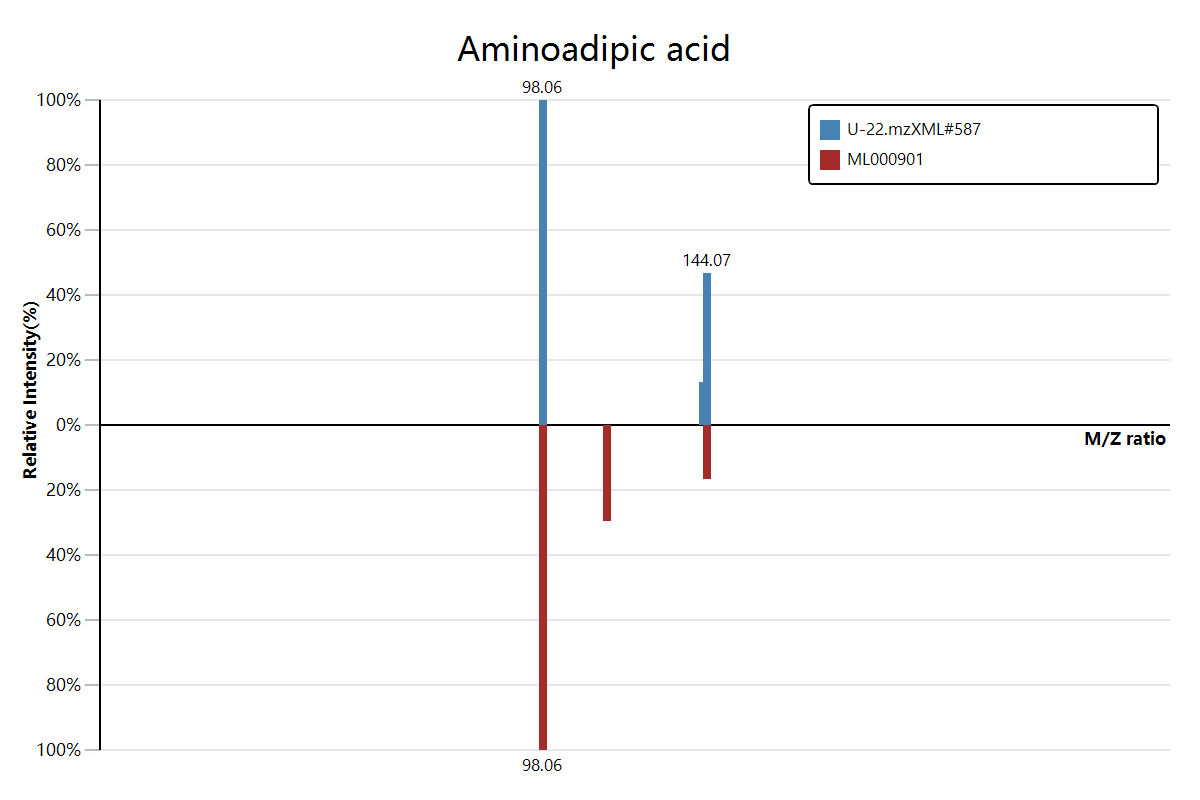 Aminoadipic acid
98.06
100%
U-22.mzXML#587
ML000901
80%
60%
144.07
40%
20%
0%
M/Z ratio
Relative Intensity(%)
20%
40%
60%
80%
100%
98.06